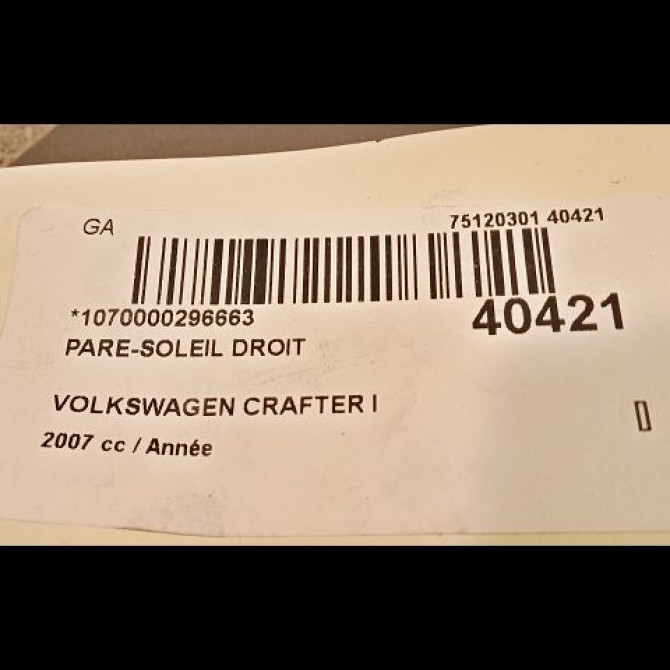 GA
75120301 40421
*1070000296663
40421
PARE-SOLEIL DROIT
VOLKSWAGEN CRAFTER I
2007 cc / Année